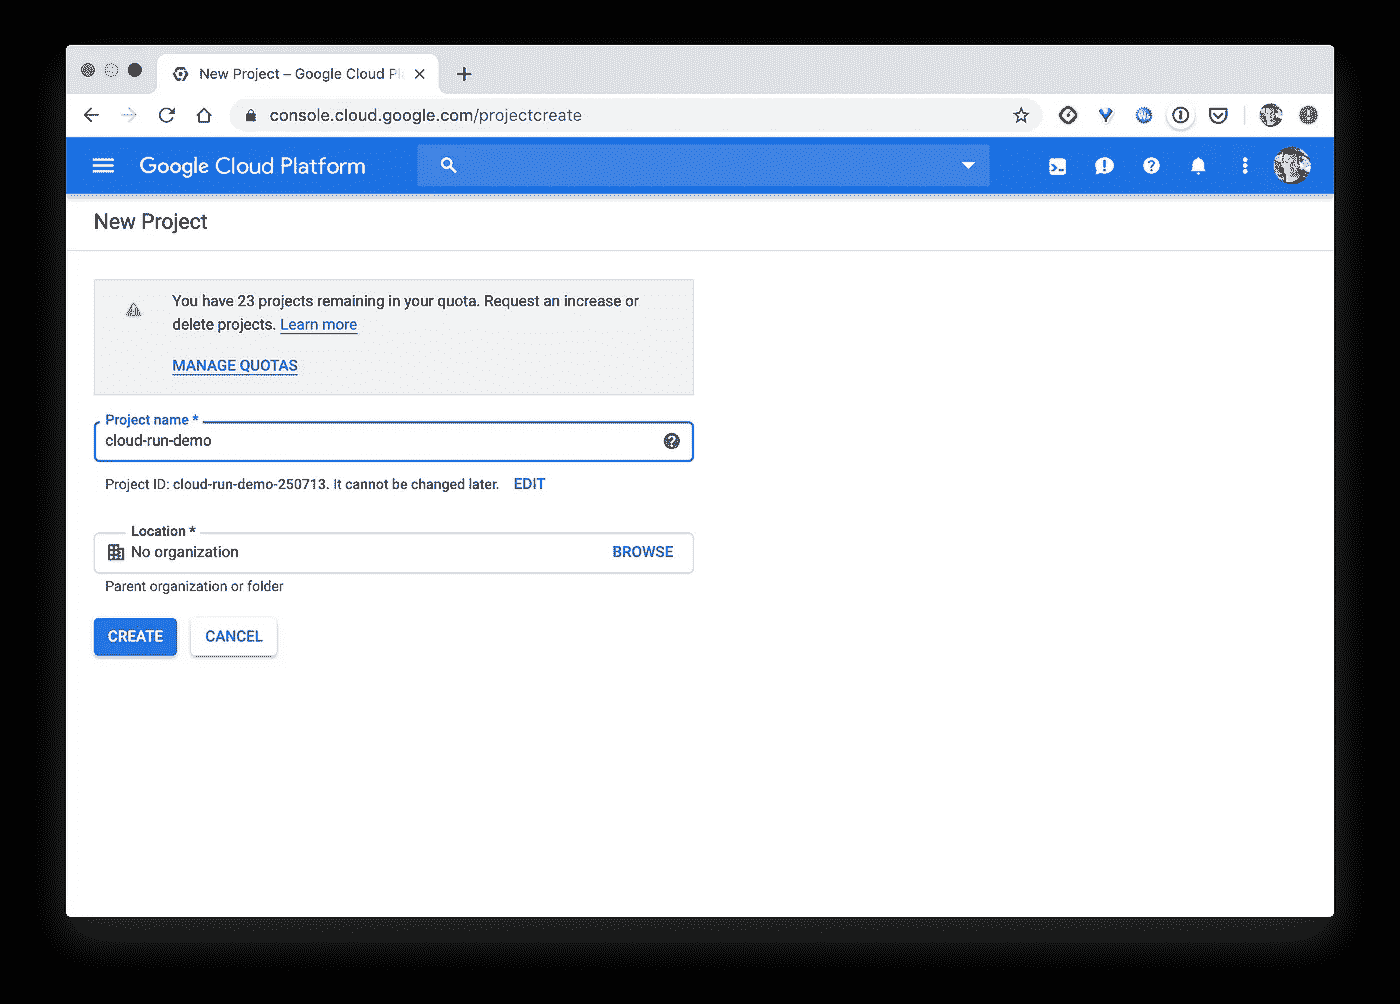 New Project – Google Cloud Pl
console.cloud.google.com/projectcreate
Google Cloud Platform
New Project
You have 23 projects remaining in your quota. Request an increase or
delete projects. Learn more
MANAGE QUOTAS
Project name *
cloud-run-demo
Project ID: cloud-run-demo-250713. It cannot be changed later. EDIT
Location *
No organization BROWSE
Parent organization or folder
CREATE CANCEL